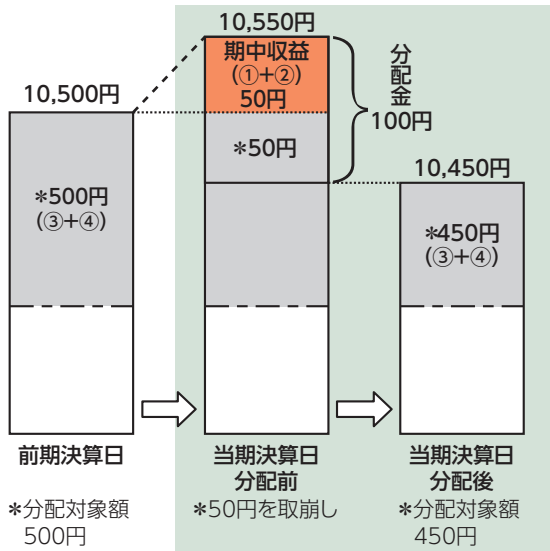 10,500円
*500円
(③+④)
前期決算日
*分配対象額
500円
10,550円
期中収益
(①+②)
50円
*50円
分配金
100円
当期決算日
分配前
*50円を取崩し
10,450円
*450円
(③+④)
当期決算日
分配後
*分配対象額
450円